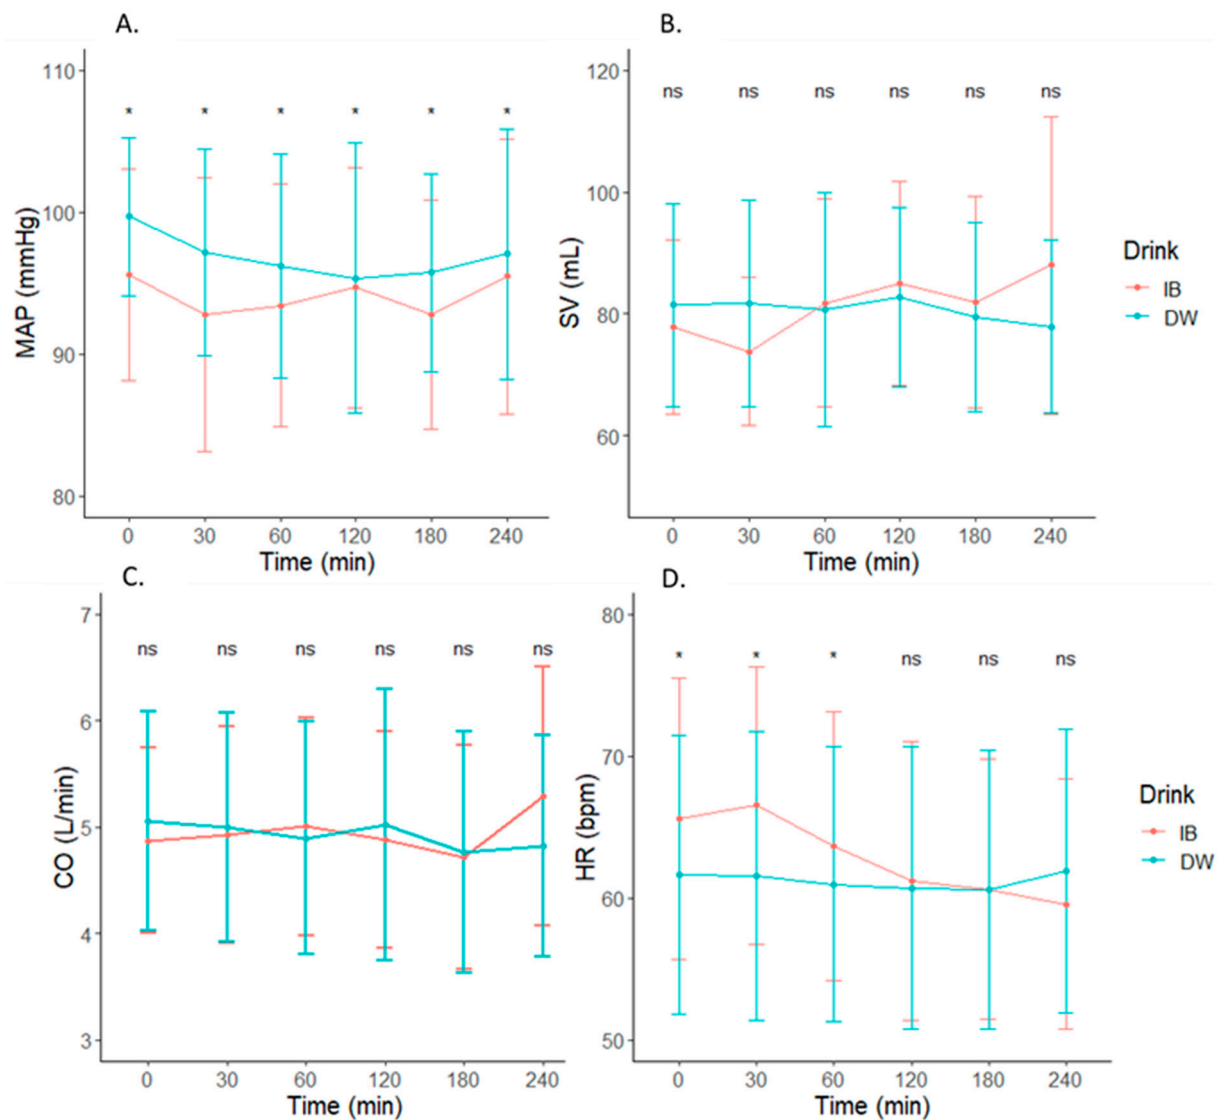 A.
110
100
90
80
MAP (mmHg)
* * * * * *
0 30 60 120 180 240
Time (min)
B.
120
100
80
60
SV (mL)
ns ns ns ns ns ns
0 30 60 120 180 240
Time (min)
Drink
IB
DW
C.
7
6
5
4
3
CO (L/min)
ns ns ns ns ns ns
0 30 60 120 180 240
Time (min)
D.
80
70
60
50
HR (bpm)
* * * ns ns ns
0 30 60 120 180 240
Time (min)
Drink
IB
DW